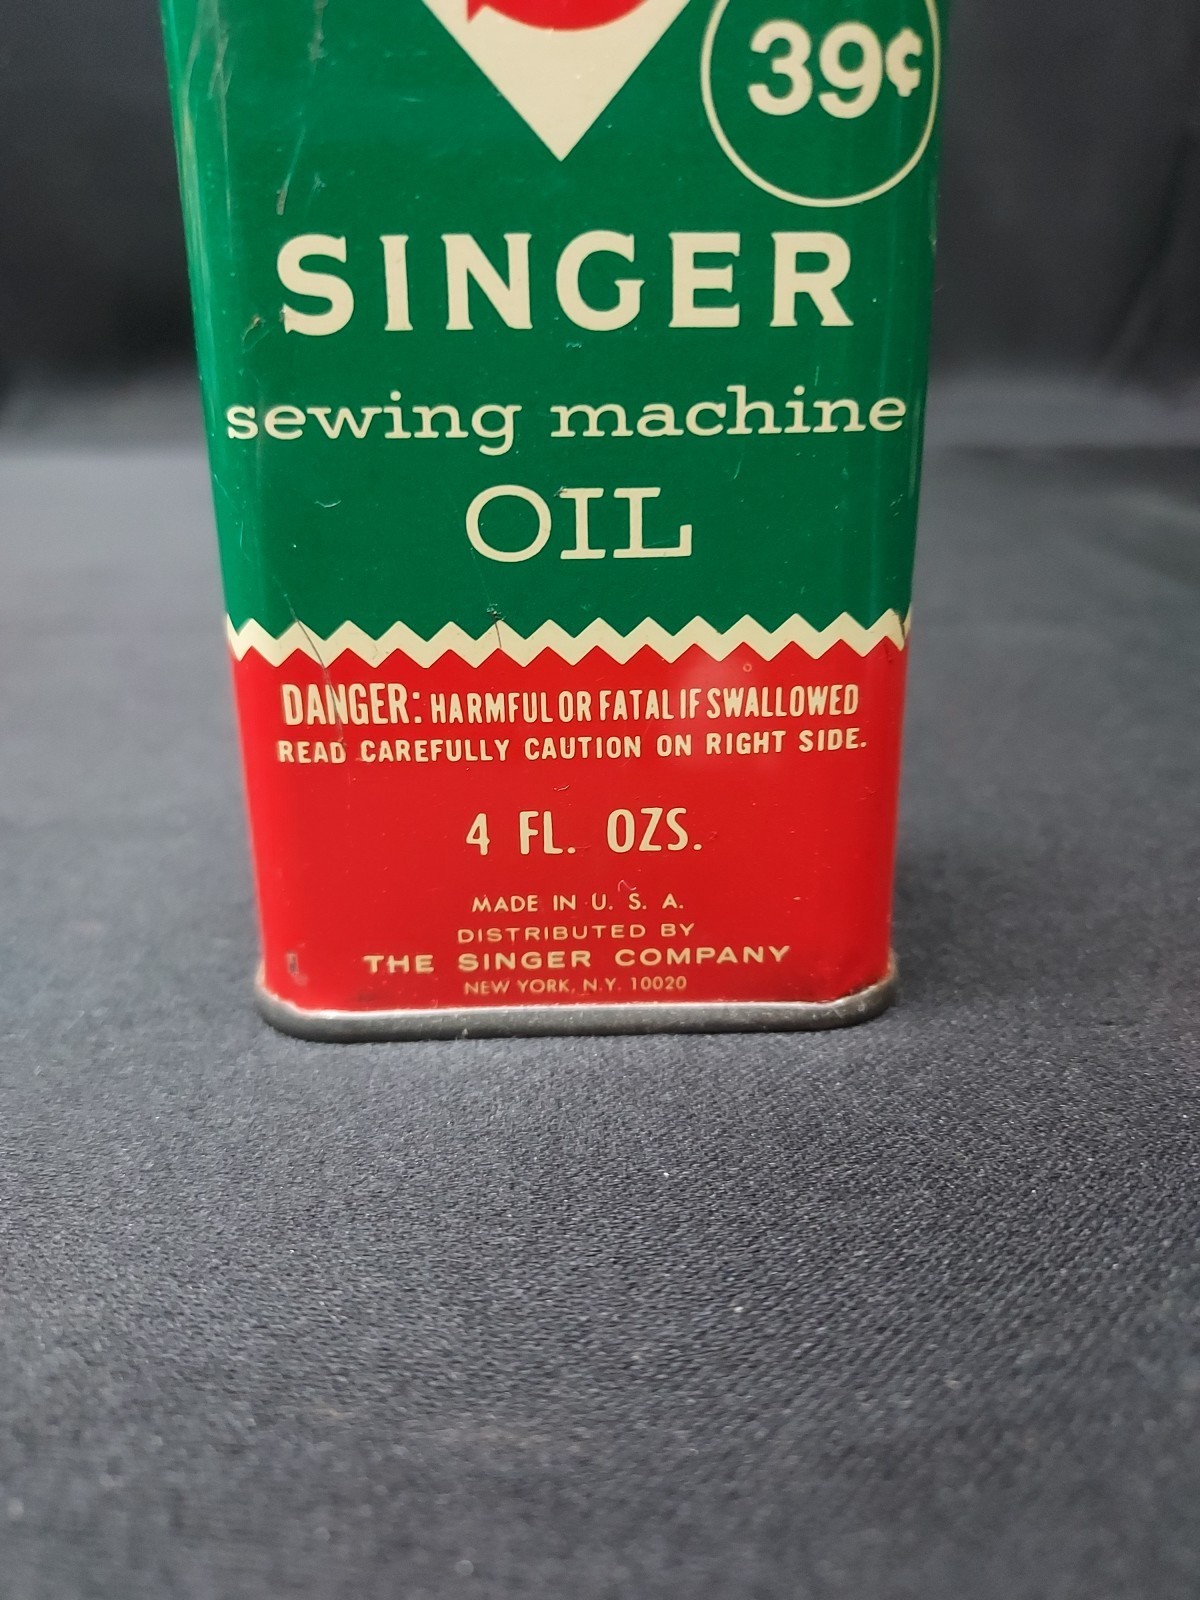 39¢
SINGER
sewing machine
OIL
DANGER: HARMFUL OR FATAL IF SWALLOWED
READ CAREFULLY CAUTION ON RIGHT SIDE.
4 FL. OZS.
MADE IN U. S. A.
DISTRIBUTED BY
THE SINGER COMPANY
NEW YORK, N.Y. 10020